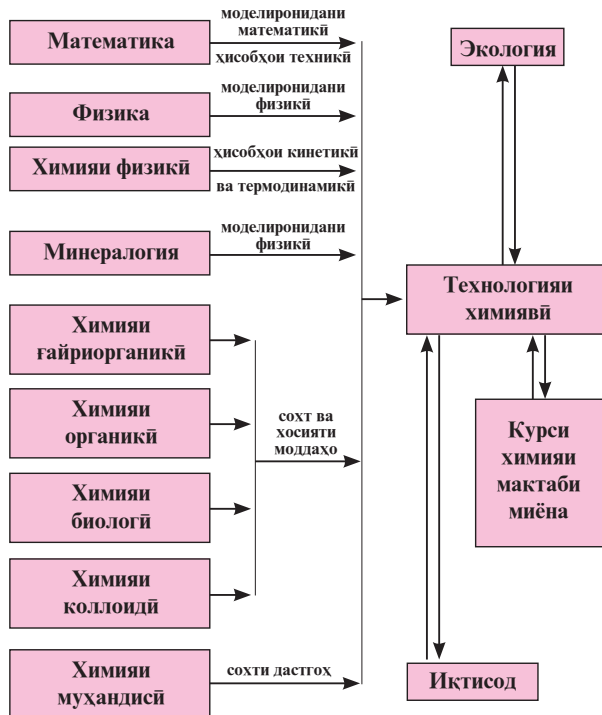 Математика
моделиронидани
математикӣ
ҳисобҳои техникӣ
Физика
моделиронидани
физикӣ
Химияи физикӣ
ҳисобҳои кинетикӣ
ва термодинамикӣ
Минералогия
моделиронидани
физикӣ
Химияи
ғайриорганикӣ
Химияи
органикӣ
Химияи
биологӣ
Химияи
коллоидӣ
сохт ва
хосияти
моддаҳо
Химияи
муҳандисӣ
сохти дастгоҳ
Экология
Технологияи
химиявӣ
Курси
химияи
мактаби
миёна
Иқтисод